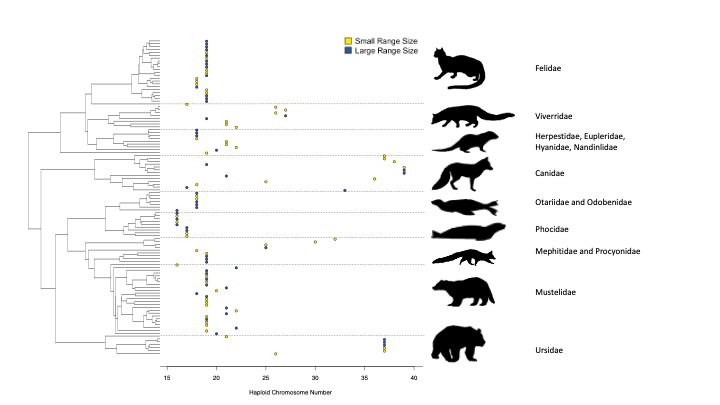 Small Range Size
Large Range Size
Felidae
Viverridae
Herpestidae, Eupleridae,
Hyanidae, Nandinlidae
Canidae
Otariidae and Odobenidae
Phocidae
Mephitidae and Procyonidae
Mustelidae
Ursidae
15 20 25 30 35 40
Haploid Chromosome Number